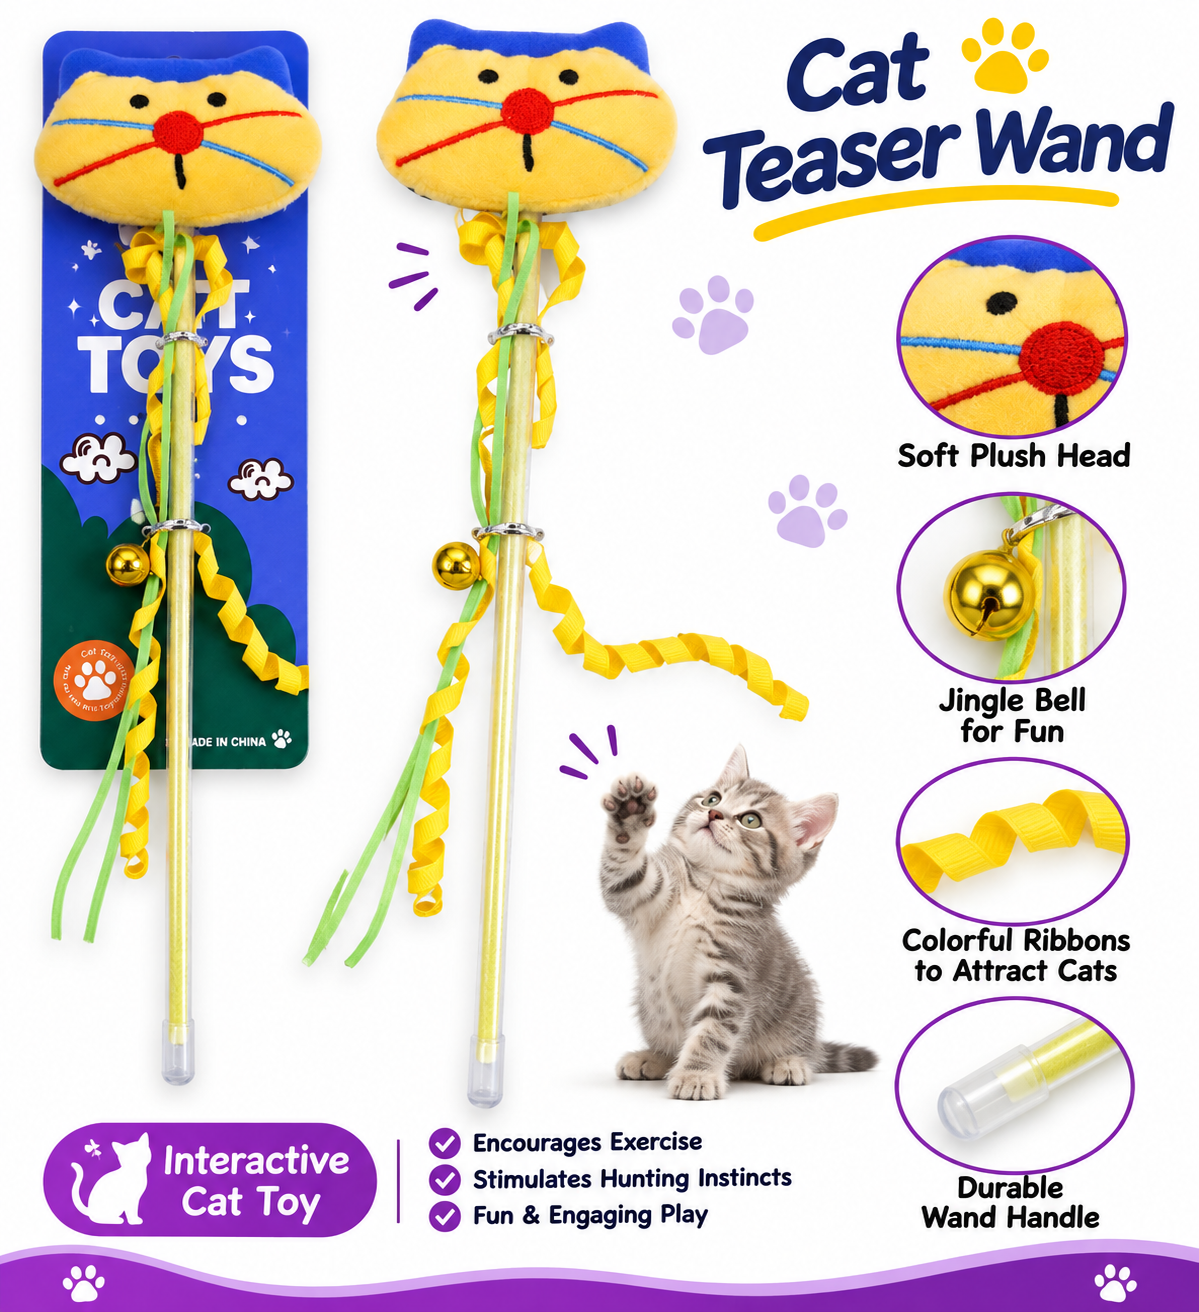 Cat
Teaser Wand
CAT
TOYS
MADE IN CHINA
Soft Plush Head
Jingle Bell
for Fun
Colorful Ribbons
to Attract Cats
Durable
Wand Handle
Interactive
Cat Toy
Encourages Exercise
Stimulates Hunting Instincts
Fun & Engaging Play